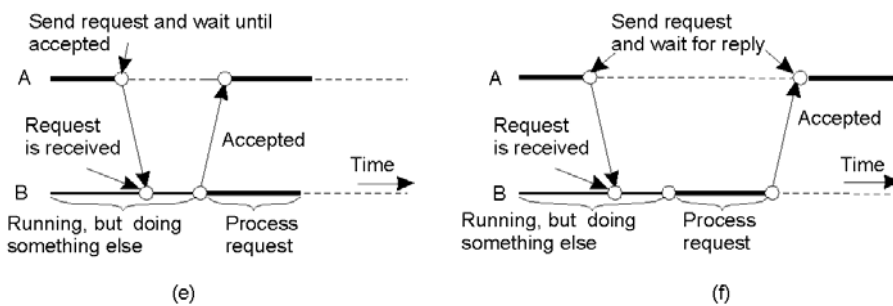 Send request and wait until
accepted
A
Request
is received
Accepted
Time
B
Running, but doing
something else
Process
request
(e)
Send request
and wait for reply
A
Request
is received
Accepted
Time
B
Running, but doing
something else
Process
request
(f)